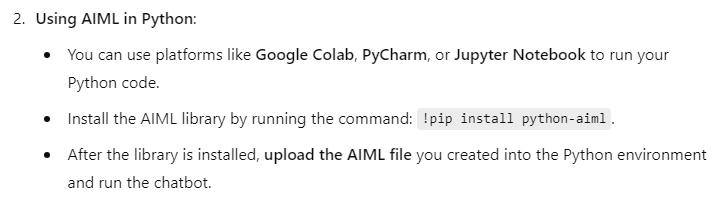 2. Using AIML in Python:
• You can use platforms like Google Colab, PyCharm, or Jupyter Notebook to run your
Python code.
• Install the AIML library by running the command: !pip install python-aiml.
• After the library is installed, upload the AIML file you created into the Python environment
and run the chatbot.